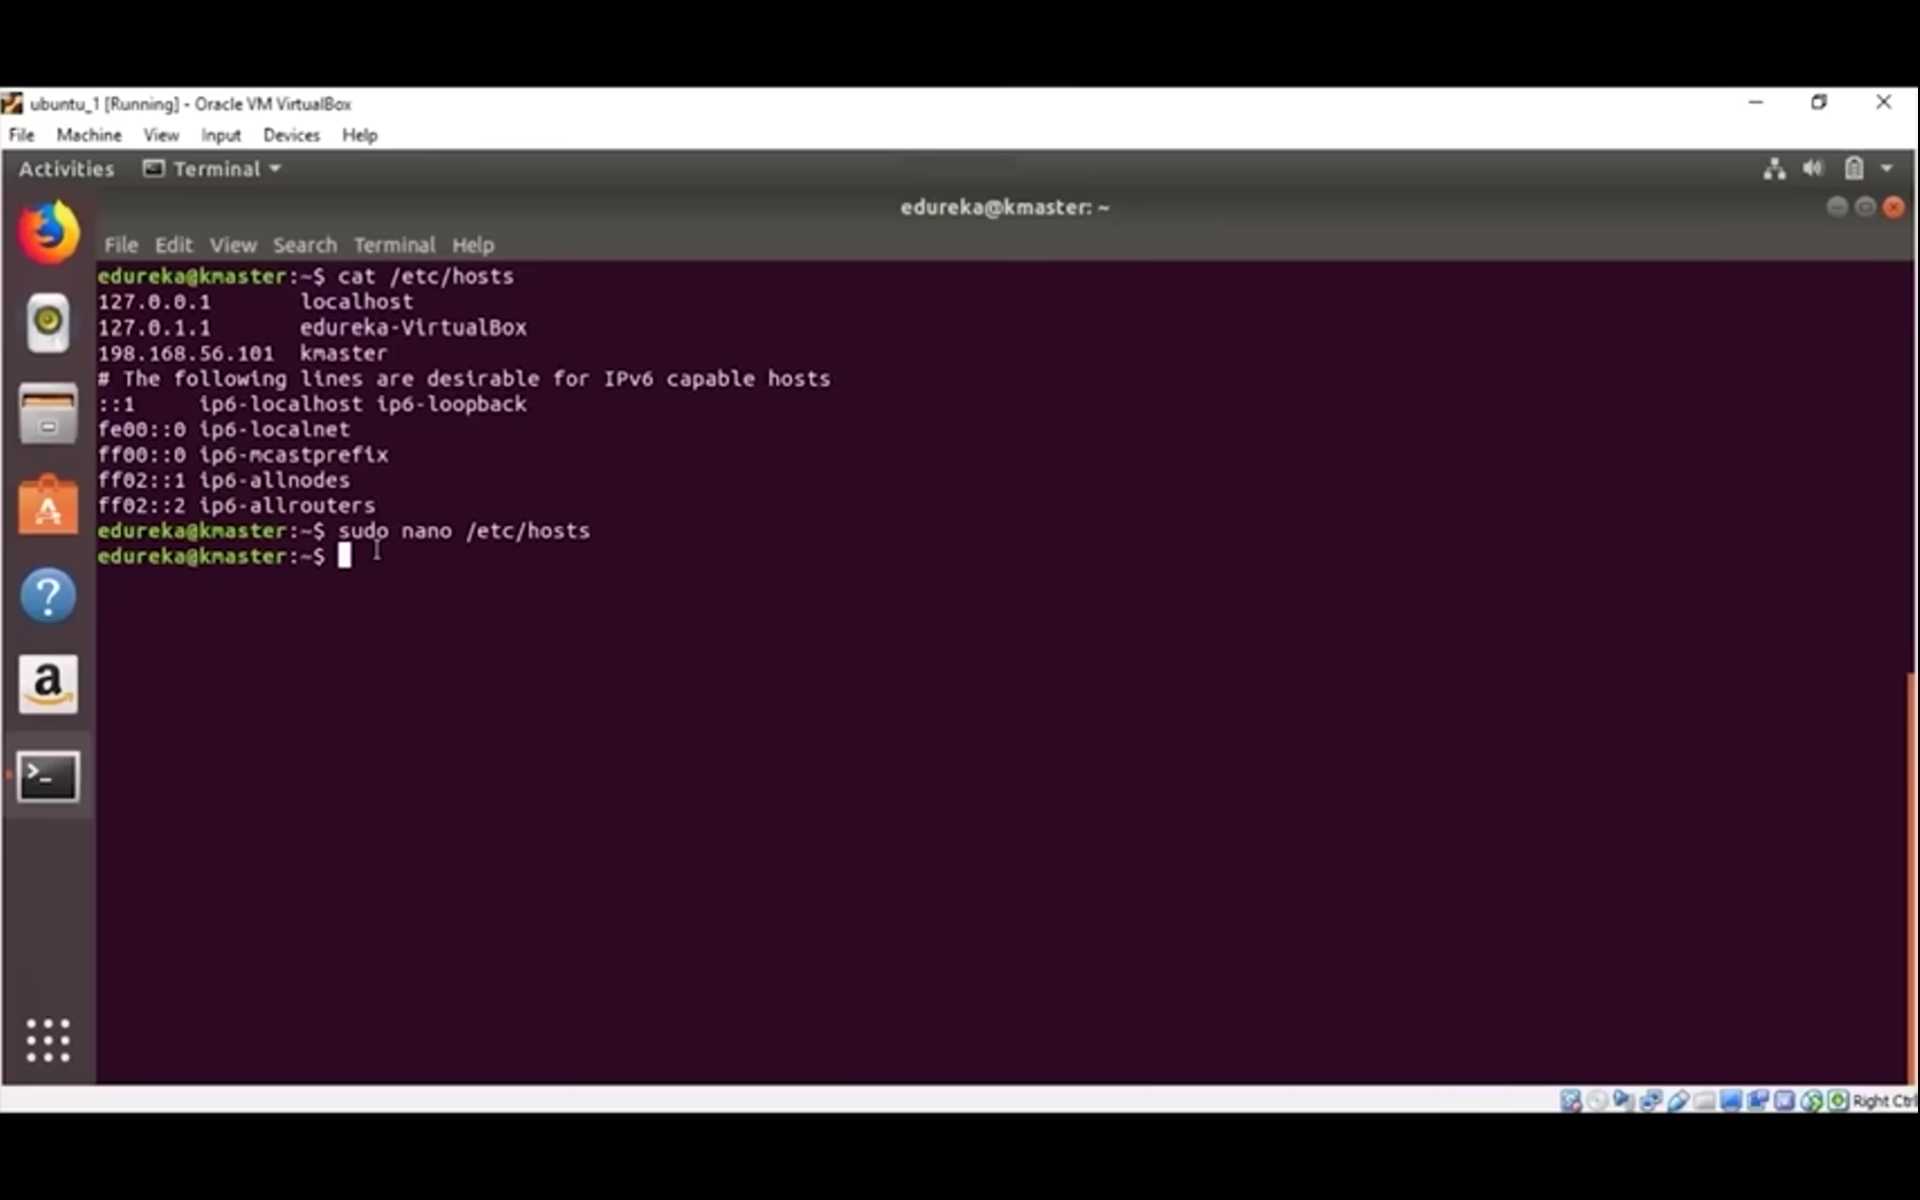 ubuntu_1 [Running] - Oracle VM VirtualBox
File Machine View Input Devices Help
Activities Terminal
edureka@kmaster: ~
File Edit View Search Terminal Help
edureka@kmaster:~$ cat /etc/hosts
127.0.0.1 localhost
127.0.1.1 edureka-VirtualBox
198.168.56.101 kmaster
# The following lines are desirable for IPv6 capable hosts
::1 ip6-localhost ip6-loopback
fe00::0 ip6-localnet
ff00::0 ip6-mcastprefix
ff02::1 ip6-allnodes
ff02::2 ip6-allrouters
edureka@kmaster:~$ sudo nano /etc/hosts
edureka@kmaster:~$
Right Ctrl